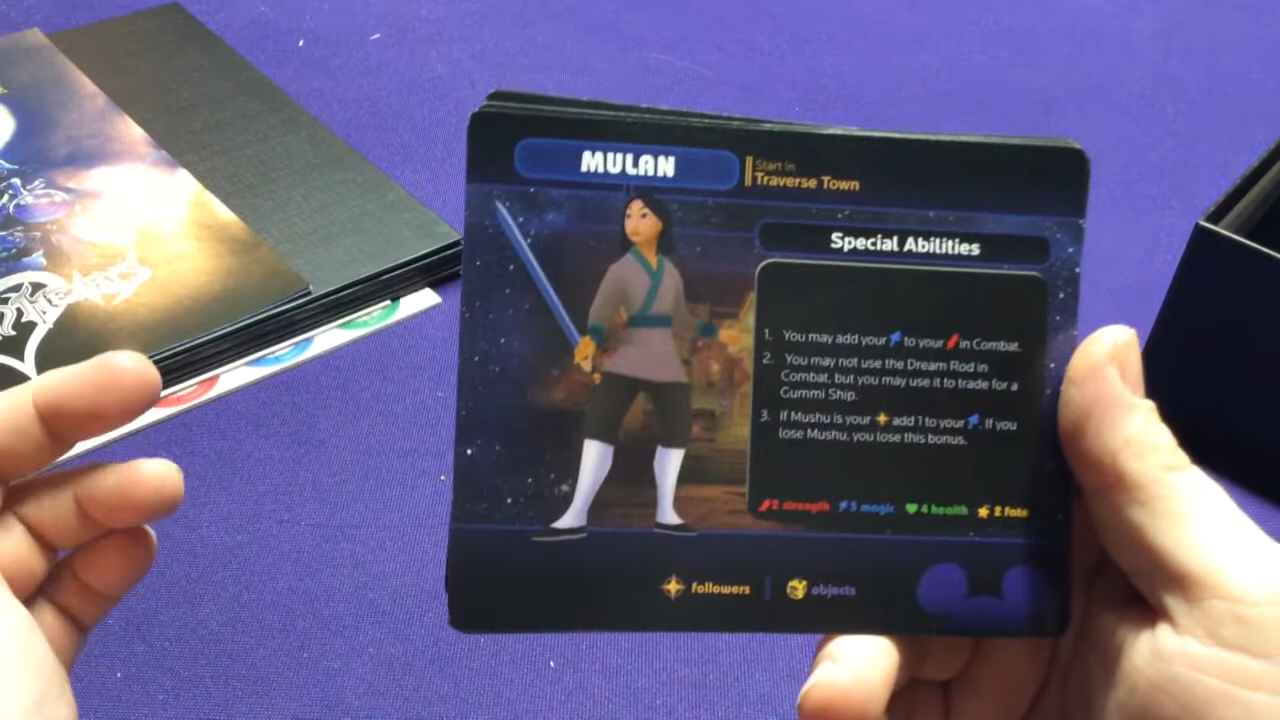 MULAN
Start in
Traverse Town
Special Abilities
1. You may add your to your in Combat.
2. You may not use the Dream Rod in
Combat, but you may use it to trade for a
Gummi Ship.
3. If Mushu is your add 1 to your . If you
lose Mushu, you lose this bonus.
2 strength 3 magic 4 health 2 fate
followers objects